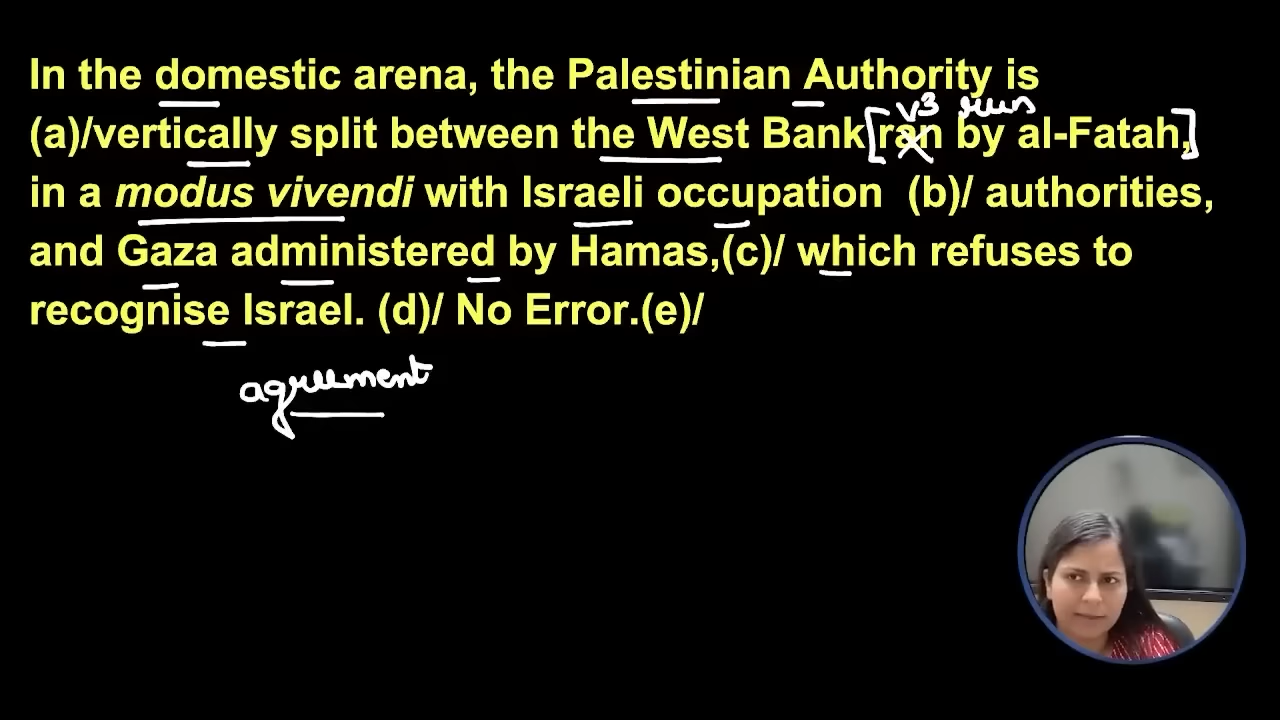 In the domestic arena, the Palestinian Authority is
v3 run
(a)/vertically split between the West Bank[ran by al-Fatah,]
in a modus vivendi with Israeli occupation (b)/ authorities,
and Gaza administered by Hamas,(c)/ which refuses to
recognise Israel. (d)/ No Error.(e)/
agreement